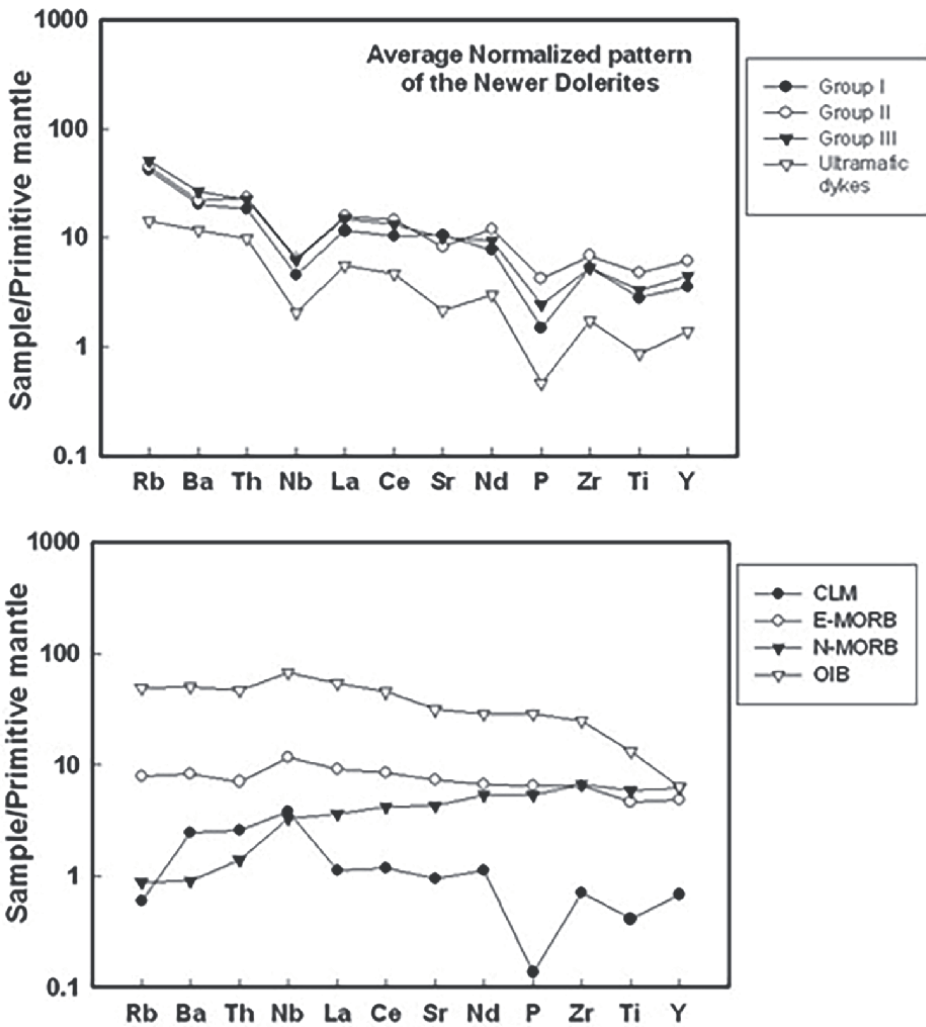 1000
100
10
1
0.1
Sample/Primitive mantle
Average Normalized pattern
of the Newer Dolerites
Group I
Group II
Group III
Ultramafic
dykes
Rb Ba Th Nb La Ce Sr Nd P Zr Ti Y
1000
100
10
1
0.1
Sample/Primitive mantle
CLM
E-MORB
N-MORB
OIB
Rb Ba Th Nb La Ce Sr Nd P Zr Ti Y